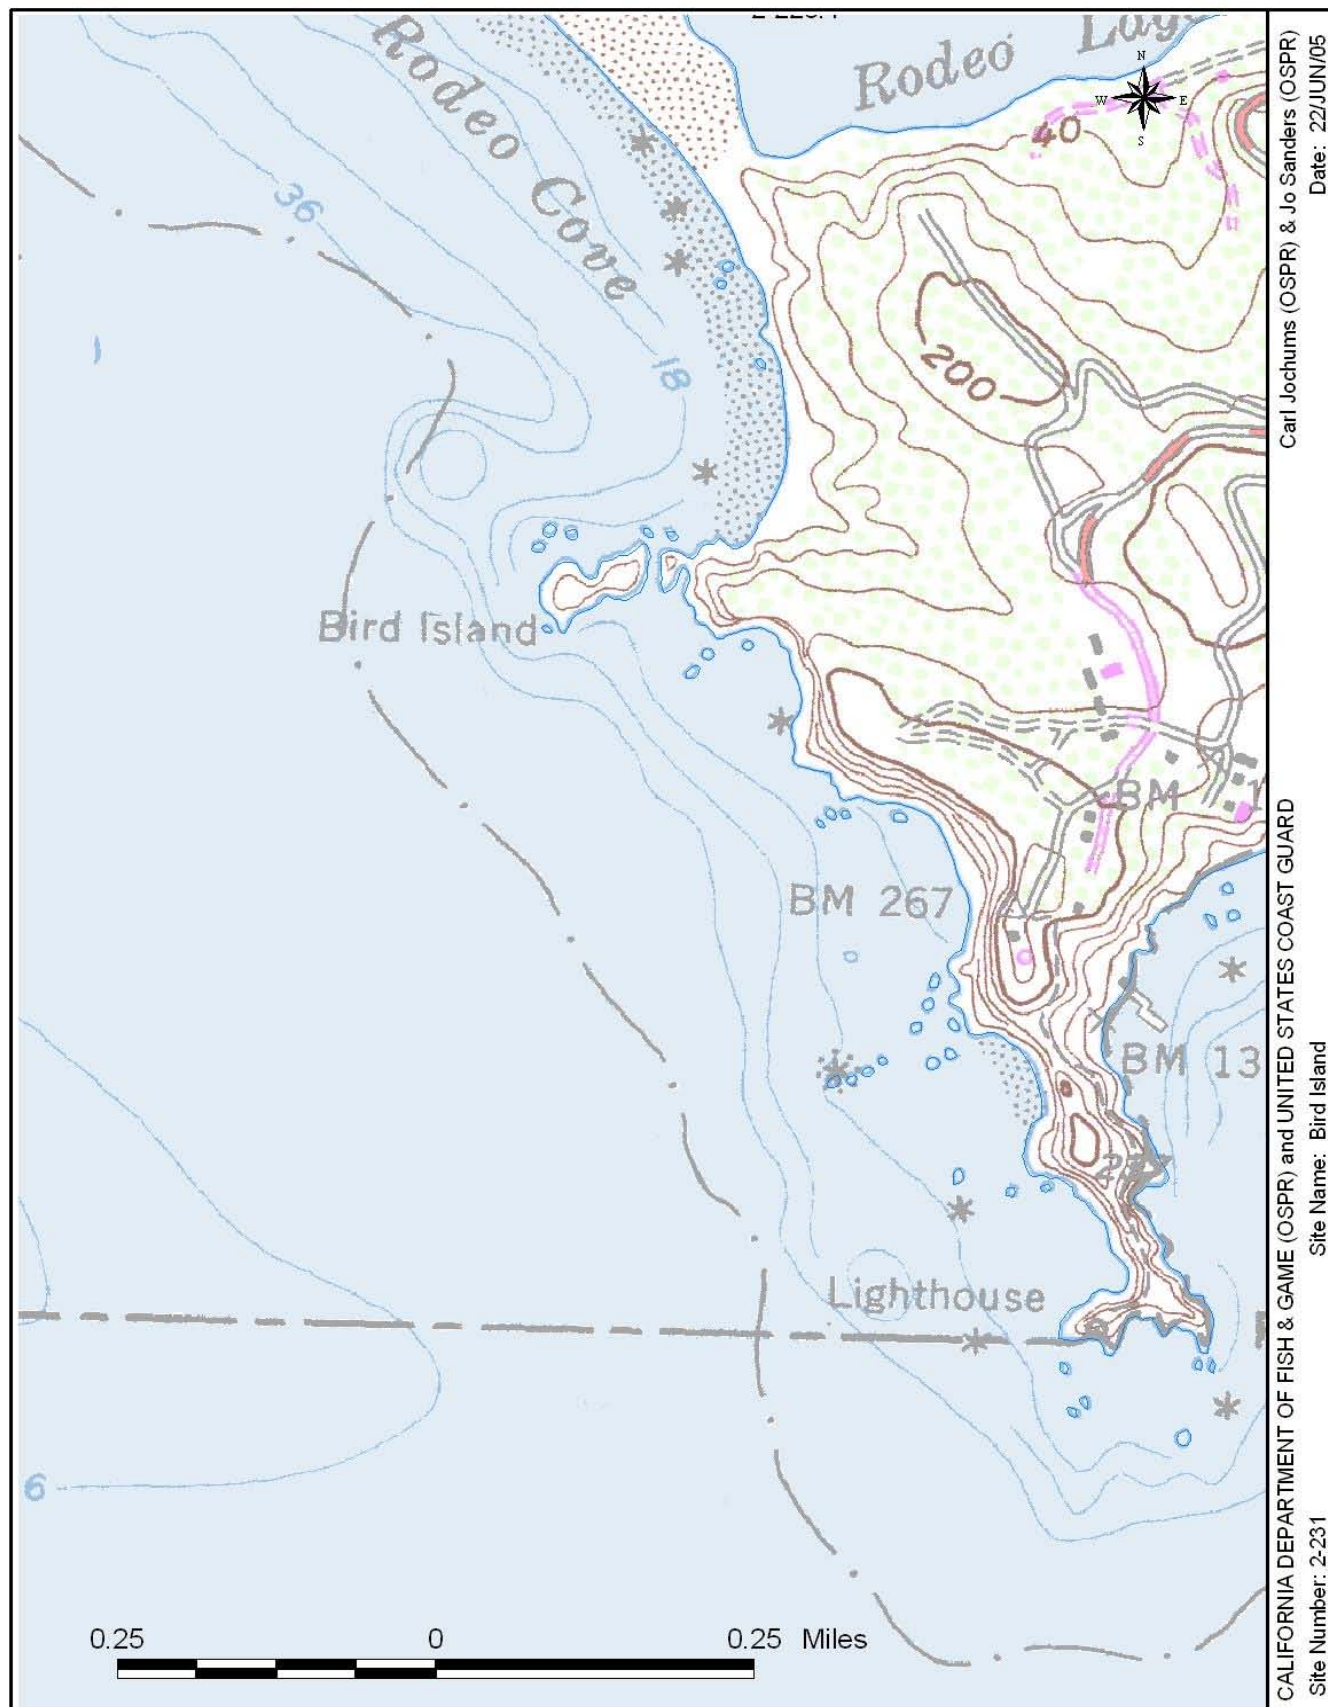 Rodeo Lag
N
W E
S
Rodeo Cove
40
36
200
18
Bird Island
BM 1
BM 267
BM 13
Lighthouse
6
0.25 0 0.25 Miles
CALIFORNIA DEPARTMENT OF FISH & GAME (OSPR) and UNITED STATES COAST GUARD
Carl Jochums (OSPR) & Jo Sanders (OSPR)
Site Number: 2-231
Site Name: Bird Island
Date: 22/JUN/05